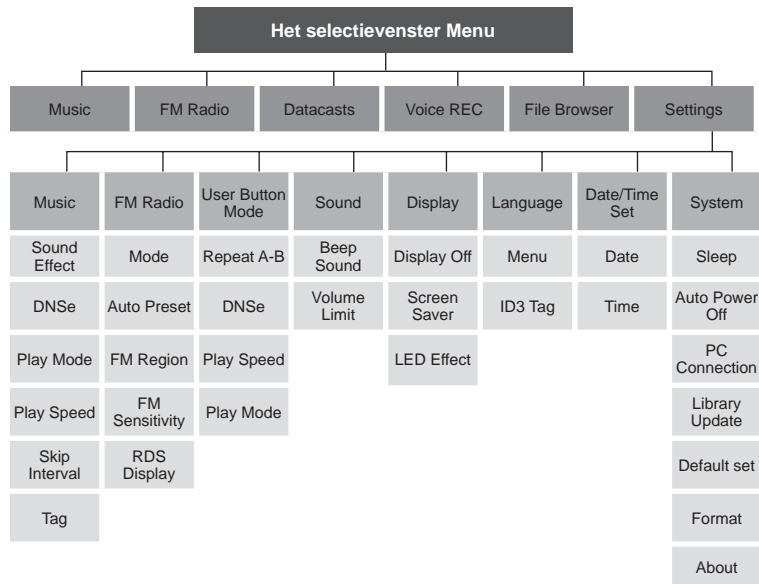 Het selectievenster Menu
Music
FM Radio
Datacasts
Voice REC
File Browser
Settings
Music
FM Radio
User Button
Mode
Sound
Display
Language
Date/Time
Set
System
Sound
Effect
Mode
Repeat A-B
Beep
Sound
Display Off
Menu
Date
Sleep
DNSe
Auto Preset
DNSe
Volume
Limit
Screen
Saver
ID3 Tag
Time
Auto Power
Off
Play Mode
FM Region
Play Speed
LED Effect
PC
Connection
Play Speed
FM
Sensitivity
Play Mode
Library
Update
Skip
Interval
RDS
Display
Default set
Tag
Format
About